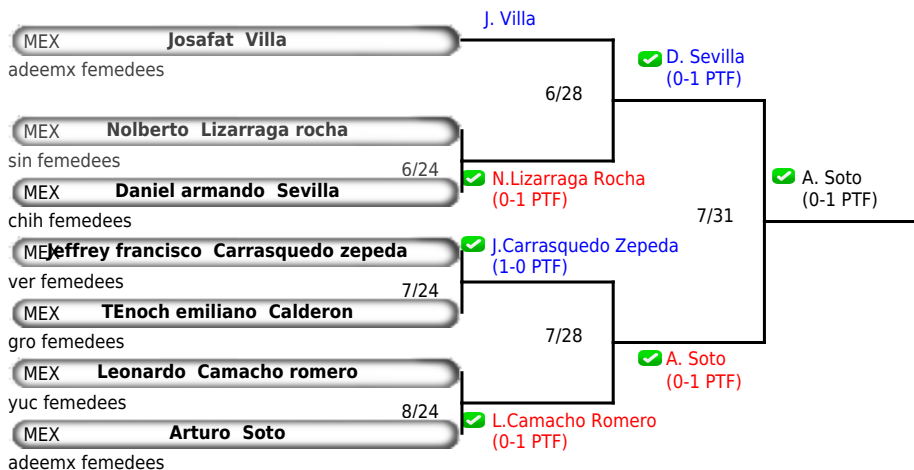 J. Villa
MEX Josafat Villa
adeemx femedees
D. Sevilla
(0-1 PTF)
6/28
MEX Nolberto Lizarraga rocha
sin femedees
6/24
N.Lizarraga Rocha
(0-1 PTF)
MEX Daniel armando Sevilla
chih femedees
A. Soto
(0-1 PTF)
7/31
MEX Jeffrey francisco Carrasquedo zepeda
ver femedees
J.Carrasquedo Zepeda
(1-0 PTF)
7/24
MEX TEnoch emiliano Calderon
gro femedees
7/28
MEX Leonardo Camacho romero
yuc femedees
A. Soto
(0-1 PTF)
8/24
L.Camacho Romero
(0-1 PTF)
MEX Arturo Soto
adeemx femedees